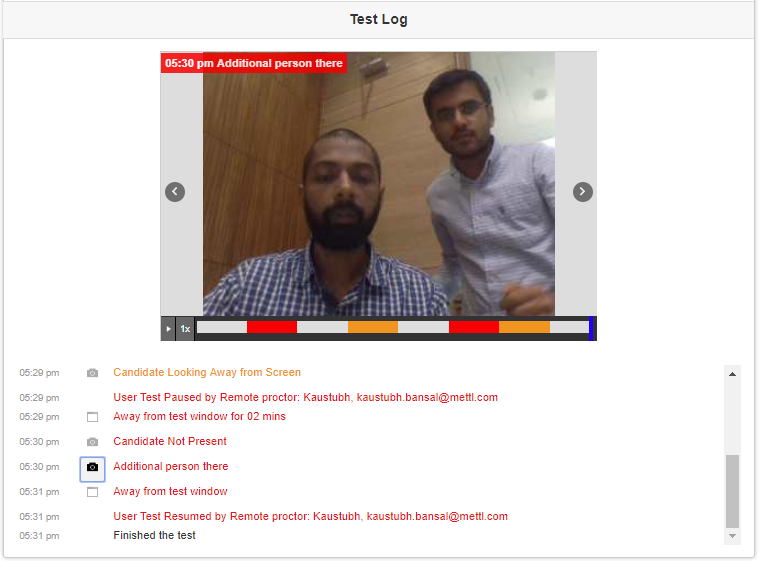 Test Log
05:30 pm Additional person there
1x
05:29 pm Candidate Looking Away from Screen
05:29 pm User Test Paused by Remote proctor: Kaustubh, kaustubh.bansal@mettl.com
05:29 pm Away from test window for 02 mins
05:30 pm Candidate Not Present
05:30 pm Additional person there
05:31 pm Away from test window
05:31 pm User Test Resumed by Remote proctor: Kaustubh, kaustubh.bansal@mettl.com
05:31 pm Finished the test